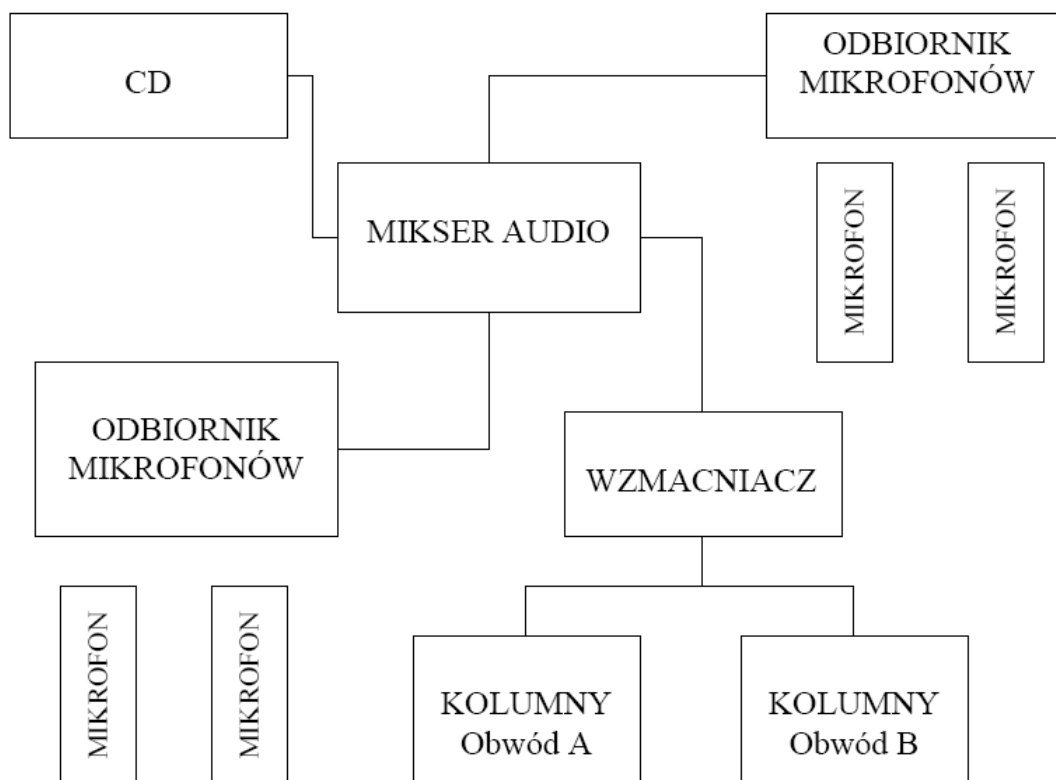 CD
ODBIORNIK
MIKROFONÓW
MIKSER AUDIO
MIKROFON
MIKROFON
ODBIORNIK
MIKROFONÓW
WZMACNIACZ
MIKROFON
MIKROFON
KOLUMNY
Obwód A
KOLUMNY
Obwód B